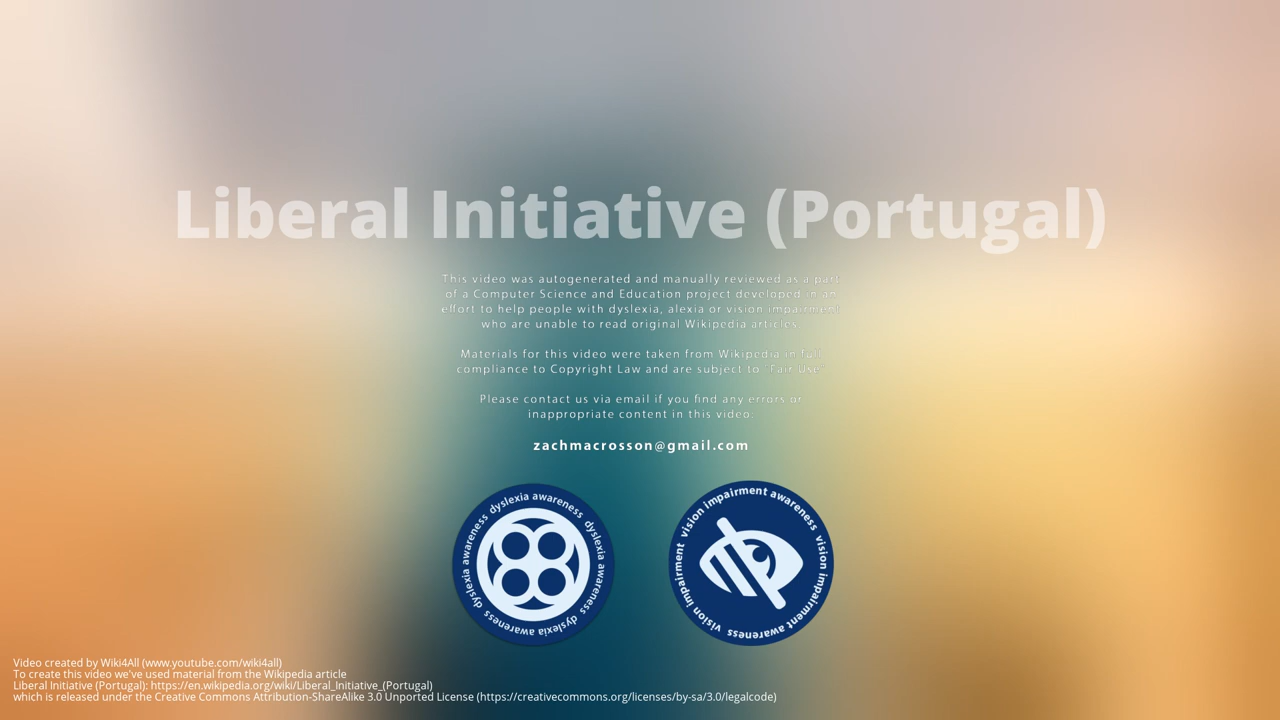 Liberal Initiative (Portugal)
This video was autogenerated and manually reviewed as a part
of a Computer Science and Education project developed in an
effort to help people with dyslexia, alexia or vision impairment
who are unable to read original Wikipedia articles.
Materials for this video were taken from Wikipedia in full
compliance to Copyright Law and are subject to "Fair Use".
Please contact us via email if you find any errors or
inappropriate content in this video:
zachmacrosson@gmail.com
dyslexia awareness dyslexia awareness dyslexia awareness dyslexia awareness
vision impairment awareness vision impairment awareness vision impairment
Video created by Wiki4All (www.youtube.com/wiki4all)
To create this video we've used material from the Wikipedia article
Liberal Initiative (Portugal): https://en.wikipedia.org/wiki/Liberal_Initiative_(Portugal)
which is released under the Creative Commons Attribution-ShareAlike 3.0 Unported License (https://creativecommons.org/licenses/by-sa/3.0/legalcode)